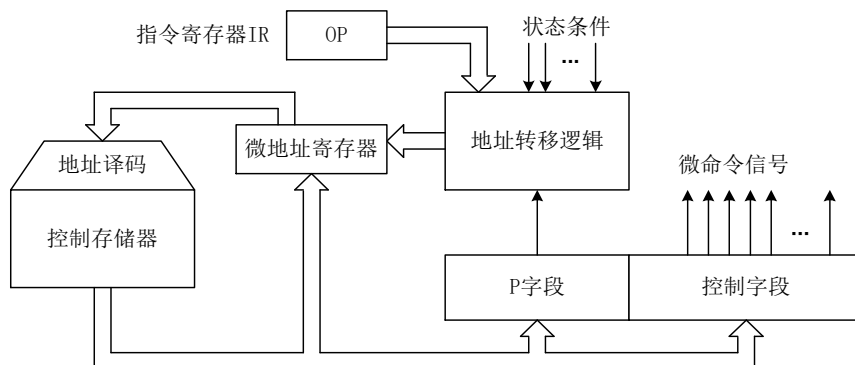 指令寄存器IR
OP
状态条件
...
微地址寄存器
地址转移逻辑
地址译码
微命令信号
控制存储器
...
P字段
控制字段